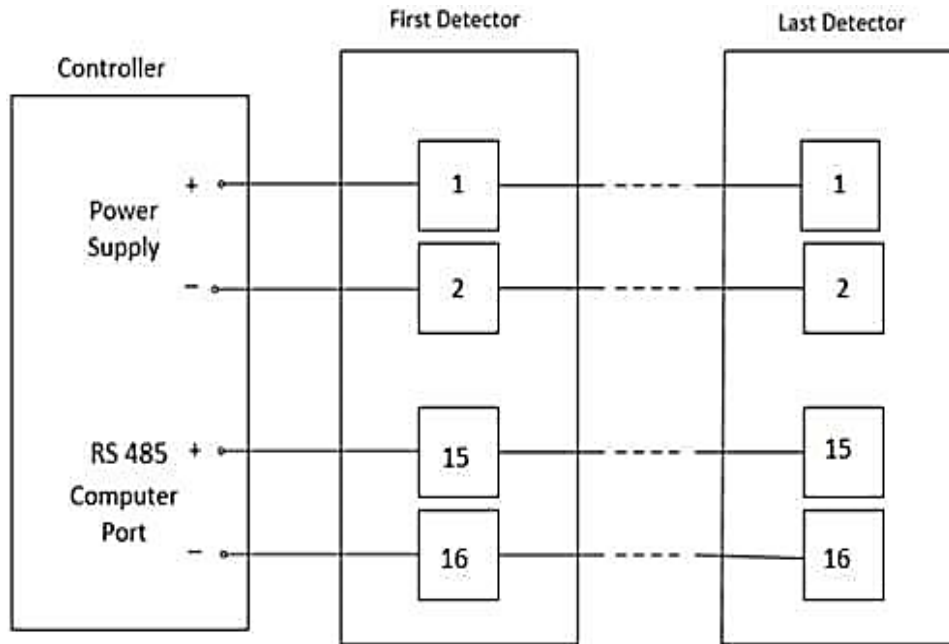 First Detector
Last Detector
Controller
+
1
1
Power
Supply
−
2
2
RS 485 +
15
15
Computer
Port
−
16
16